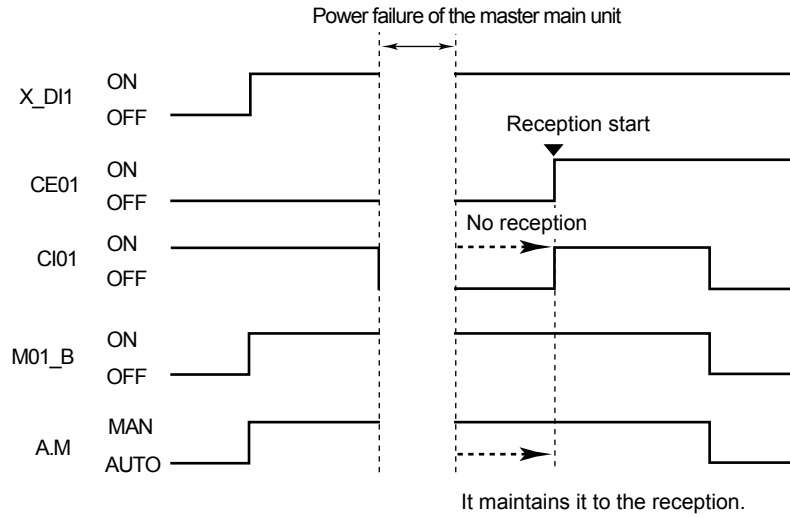 Power failure of the master main unit
X_DI1
ON
OFF
Reception start
CE01
ON
OFF
No reception
CI01
ON
OFF
M01_B
ON
OFF
A.M
MAN
AUTO
It maintains it to the reception.